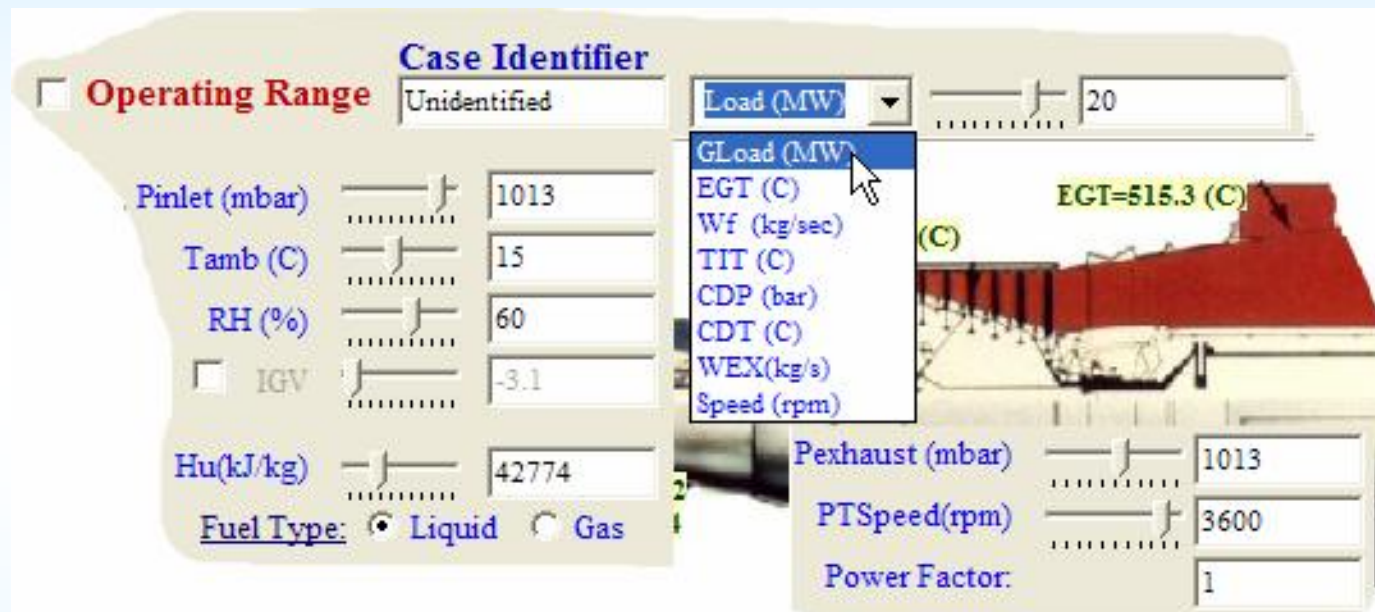 Case Identifier
Operating Range
Unidentified
Load (MW)
20
GLoad (MW)
EGT (C)
Wf (kg/sec)
TIT (C)
CDP (bar)
CDT (C)
WEX(kg/s)
Speed (rpm)
Pinlet (mbar)
1013
Tamb (C)
15
RH (%)
60
IGV
-3.1
Hu(kJ/kg)
42774
Fuel Type: Liquid Gas
EGT=515.3 (C)
(C)
2
4
Pexhaust (mbar)
1013
PTSpeed(rpm)
3600
Power Factor:
1